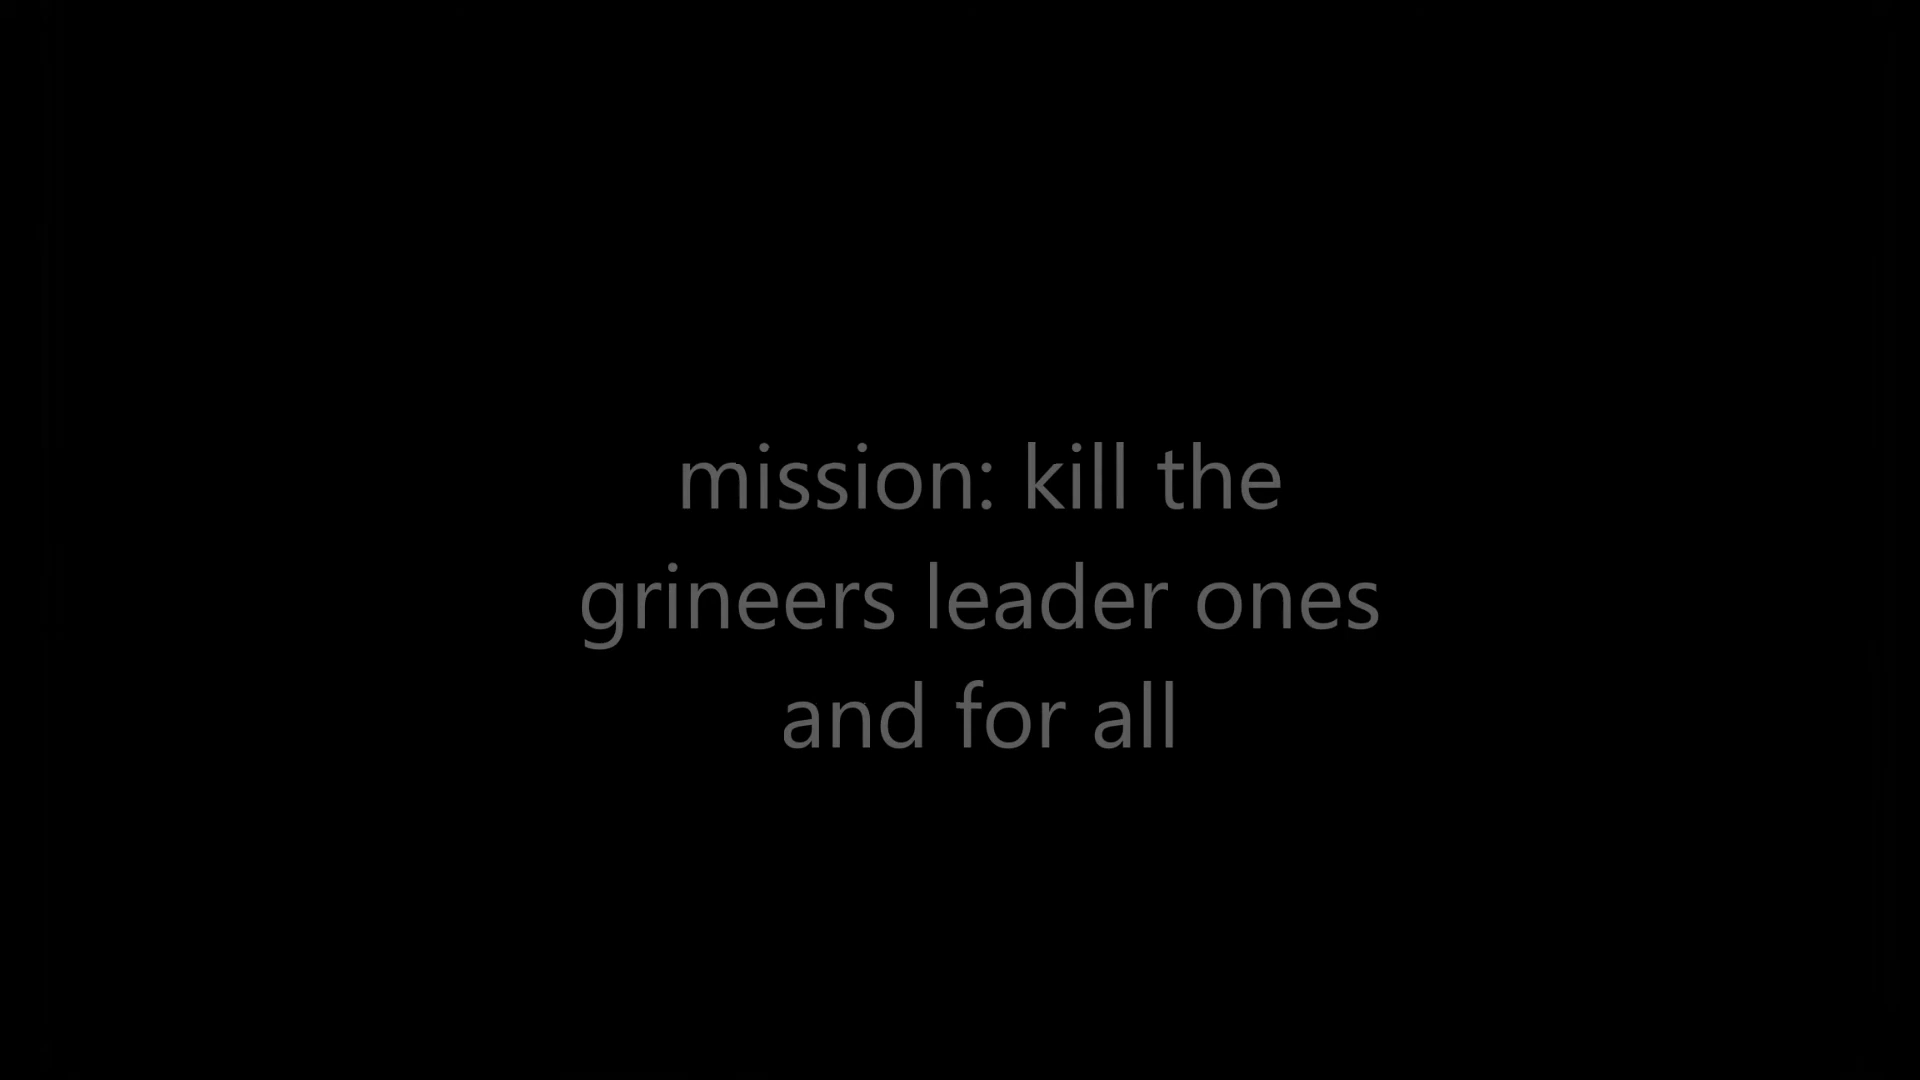 mission: kill the
grineers leader ones
and for all